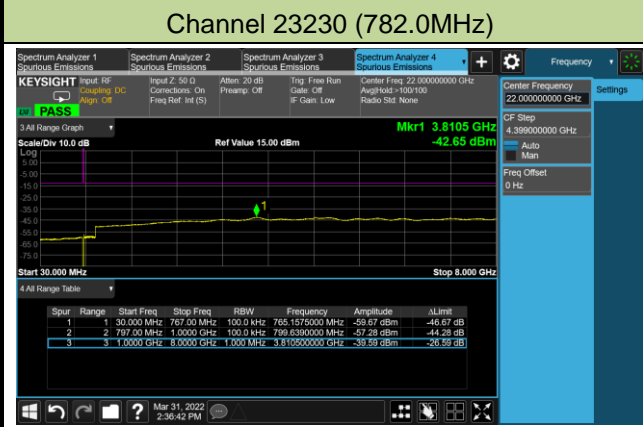 Channel 23230 (782.0MHz)
Spectrum Analyzer 1
Spurious Emissions
Spectrum Analyzer 2
Spurious Emissions
Spectrum Analyzer 3
Spurious Emissions
Spectrum Analyzer 4
Spurious Emissions
Frequency
KEYSIGHT
Input: RF
Coupling: DC
Align: Off
Input Z: 50 Ω
Corrections: On
Freq Ref: Int (S)
Atten: 20 dB
Preamp: Off
Trig: Free Run
Gate: Off
IF Gain: Low
Center Freq: 22.000000000 GHz
Avg|Hold:>100/100
Radio Std: None
PASS
Center Frequency
22.000000000 GHz
Settings
CF Step
4.399000000 GHz
Auto
Man
Freq Offset
0 Hz
3 All Range Graph
Mkr1 3.8105 GHz
Scale/Div 10.0 dB
Ref Value 15.00 dBm
-42.65 dBm
Log
5.00
-5.00
-15.0
-25.0
-35.0
-45.0
-55.0
-65.0
-75.0
1
Start 30.000 MHz
Stop 8.000 GHz
4 All Range Table
Spur Range Start Freq Stop Freq RBW Frequency Amplitude ΔLimit
1 1 30.000 MHz 767.00 MHz 100.0 kHz 765.1575000 MHz -59.67 dBm -46.67 dB
2 2 797.00 MHz 1.0000 GHz 100.0 kHz 799.6390000 MHz -57.28 dBm -44.28 dB
3 3 1.0000 GHz 8.0000 GHz 1.000 MHz 3.810500000 GHz -39.59 dBm -26.59 dB
?
Mar 31, 2022
2:36:42 PM